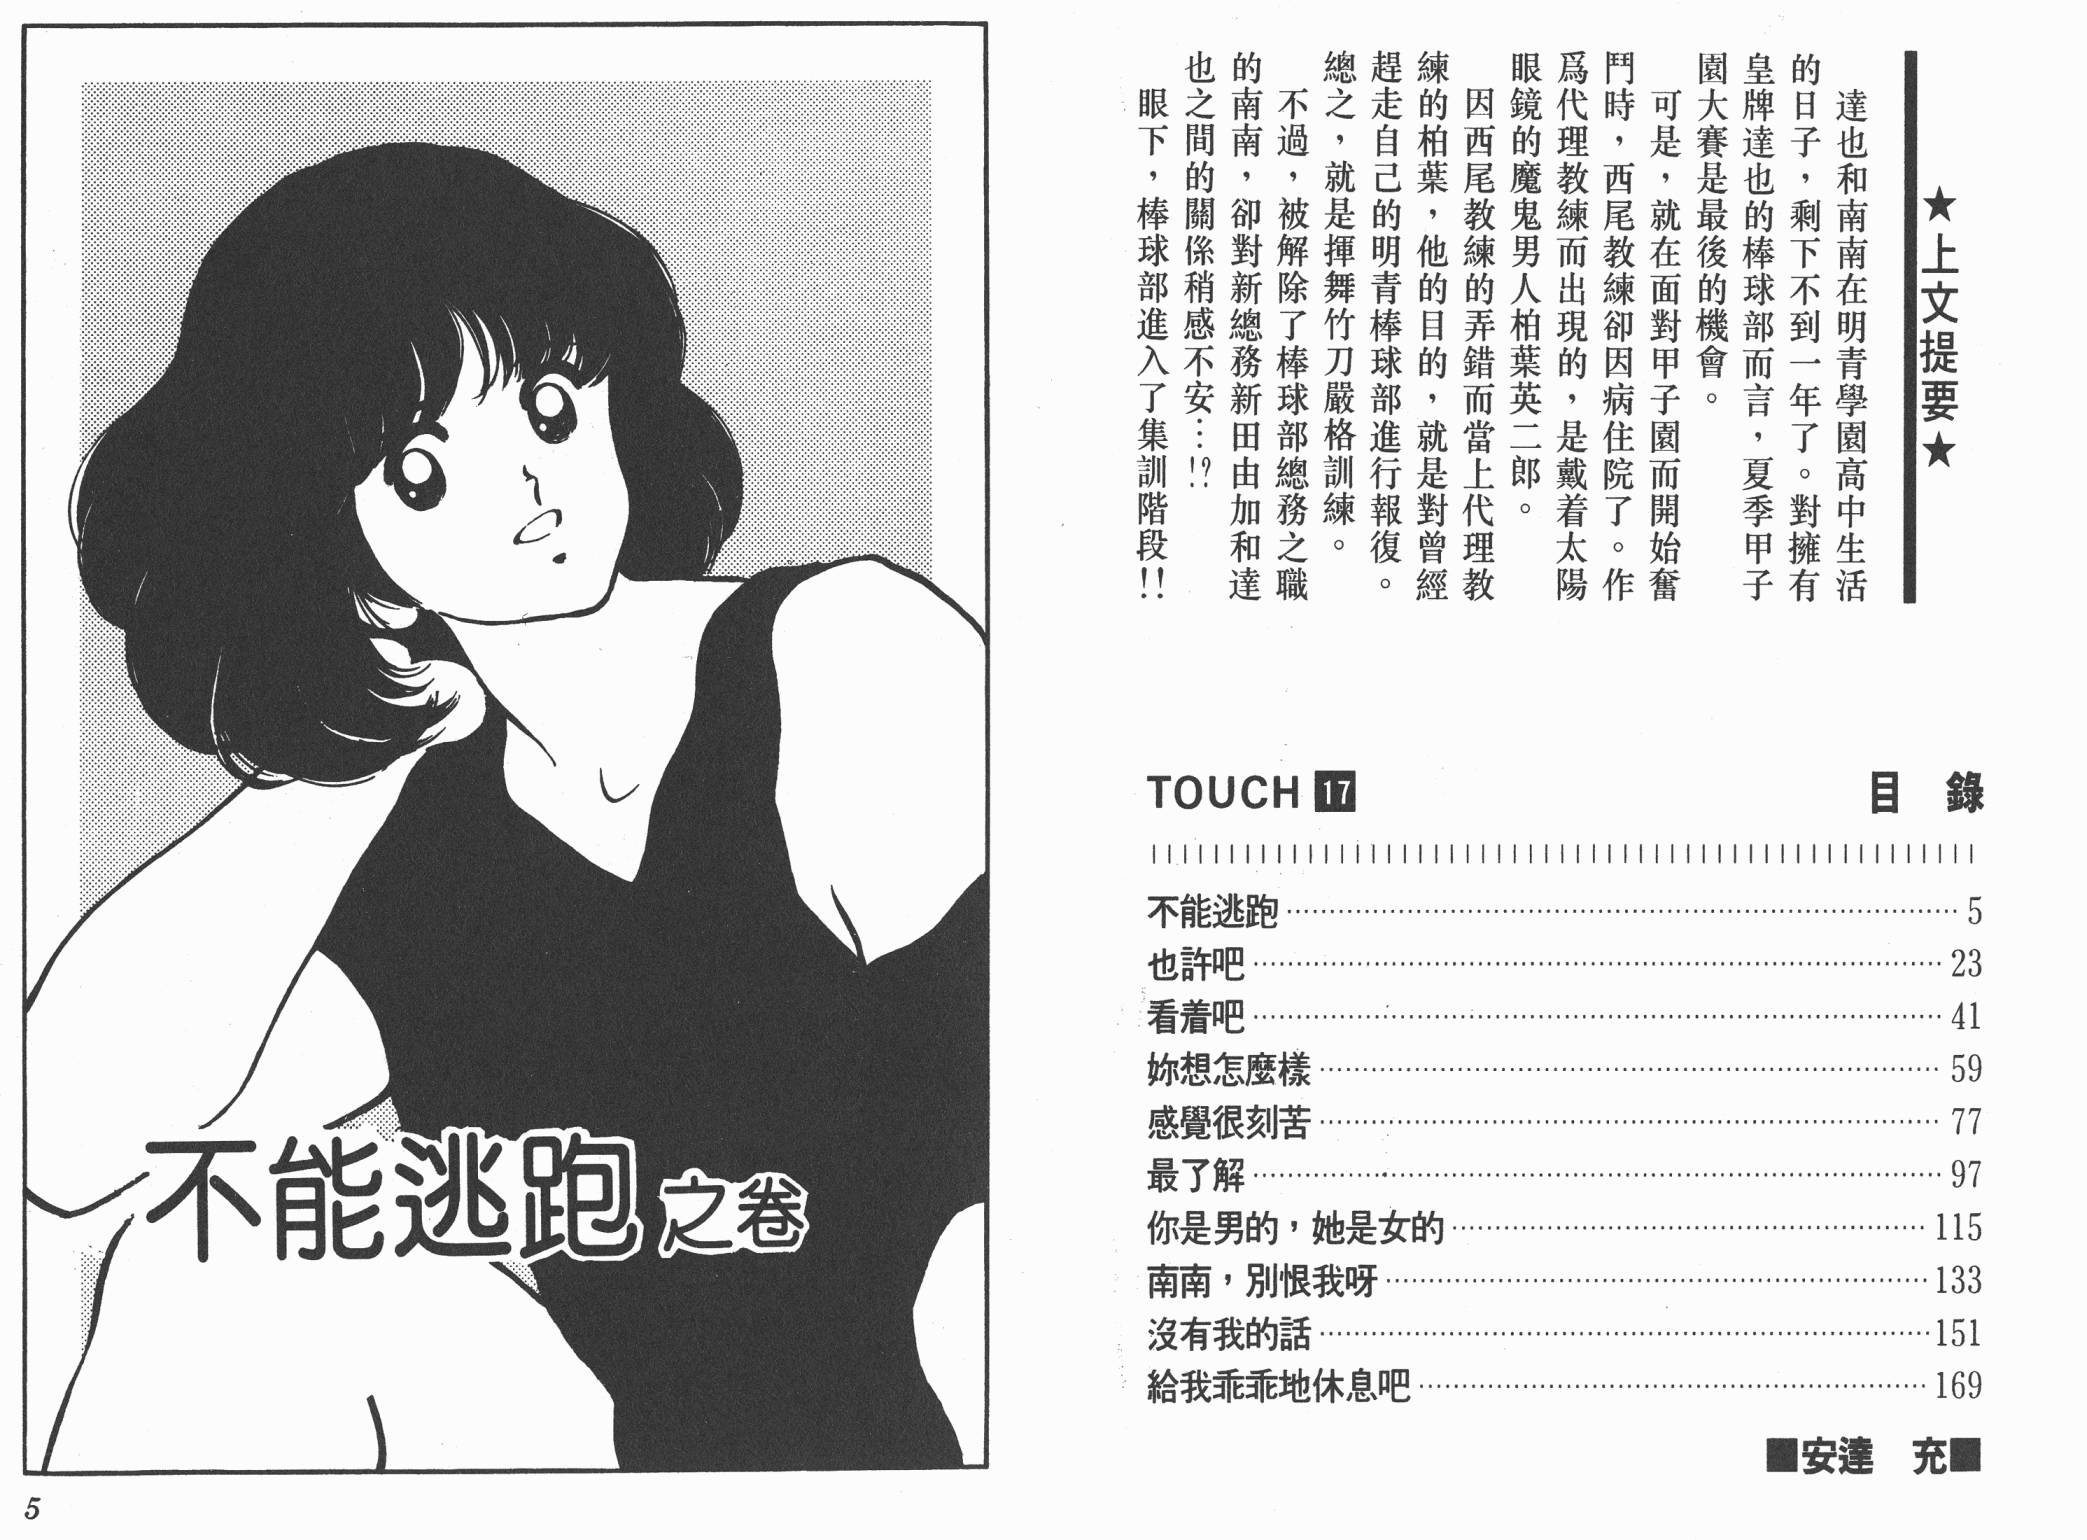 ★上文提要★
達也和南南在明青學園高中生活
的日子，剩下不到一年了。對擁有
皇牌達也的棒球部而言，夏季甲子
園大賽是最後的機會。
可是，就在面對甲子園而開始奮
鬥時，西尾教練卻因病住院了。作
爲代理教練而出現的，是戴着太陽
眼鏡的魔鬼男人柏葉英二郎。
因西尾教練的弄錯而當上代理教
練的柏葉，他的目的，就是對曾經
趕走自己的明青棒球部進行報復。
總之，就是揮舞竹刀嚴格訓練。
不過，被解除了棒球部總務之職
的南南，卻對新總務新田由加和達
也之間的關係稍感不安…!?
眼下，棒球部進入了集訓階段!!
TOUCH 17 目　錄
不能逃跑 5
也許吧 23
看着吧 41
妳想怎麼樣 59
感覺很刻苦 77
最了解 97
你是男的，她是女的 115
南南，別恨我呀 133
沒有我的話 151
給我乖乖地休息吧 169
■安達　充■
不能逃跑之卷
5